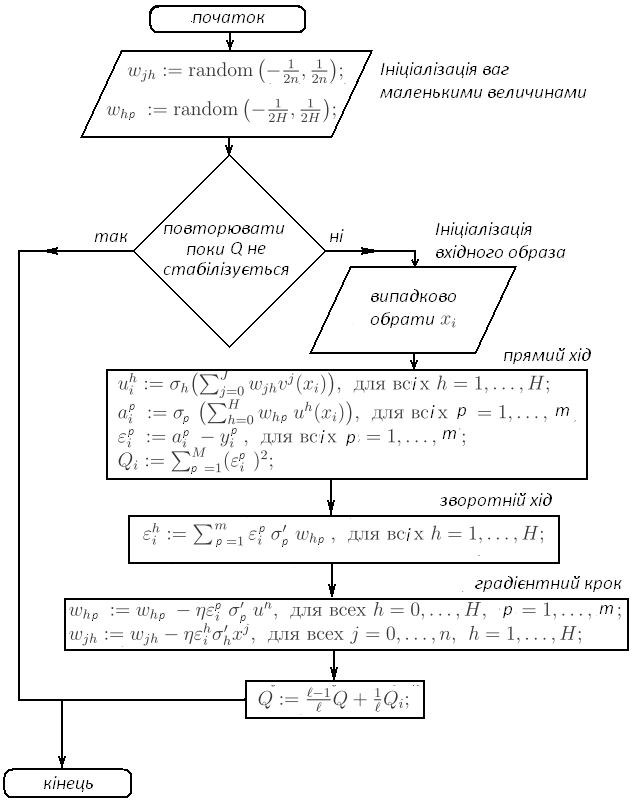 початок
w_{jh} := random (−1/2n, 1/2n);
w_{hp} := random (−1/2H, 1/2H);
Ініціалізація ваг
маленькими величинами
повторювати
поки Q не
стабілізується
так
ні
Ініціалізація
вхідного образа
випадково
обрати x_i
прямий хід
u_i^h := σ_h(∑_{j=0}^J w_{jh} v^j(x_i)), для всіх h = 1, …, H;
a_i^p := σ_p (∑_{h=0}^H w_{hp} u^h(x_i)), для всіх p = 1, …, m
ε_i^p := a_i^p − y_i^p, для всіх p = 1, …, m;
Q_i := ∑_{p=1}^M (ε_i^p)^2;
зворотній хід
ε_i^h := ∑_{p=1}^m ε_i^p σ′_p w_{hp}, для всіх h = 1, …, H;
градієнтний крок
w_{hp} := w_{hp} − ηε_i^p σ′_p u^h, для всех h = 0, …, H, p = 1, …, m;
w_{jh} := w_{jh} − ηε_i^h σ′_h x^j, для всех j = 0, …, n, h = 1, …, H;
Q := ℓ−1/ℓ Q + 1/ℓ Q_i;
кінець